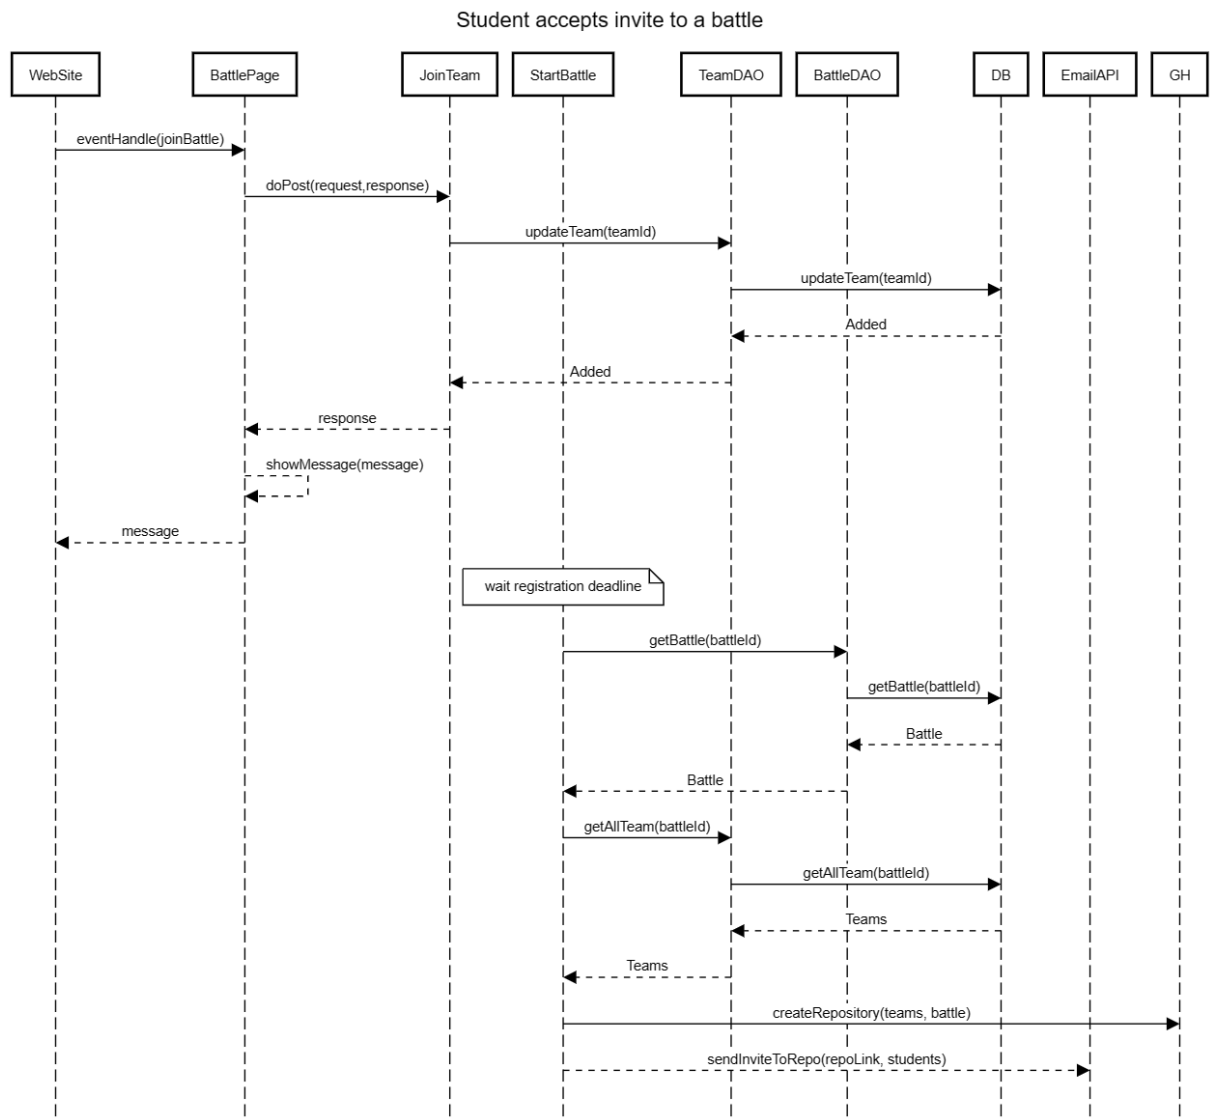 Student accepts invite to a battle
WebSite
BattlePage
JoinTeam
StartBattle
TeamDAO
BattleDAO
DB
EmailAPI
GH
eventHandle(joinBattle)
doPost(request,response)
updateTeam(teamId)
updateTeam(teamId)
Added
Added
response
showMessage(message)
message
wait registration deadline
getBattle(battleId)
getBattle(battleId)
Battle
Battle
getAllTeam(battleId)
getAllTeam(battleId)
Teams
Teams
createRepository(teams, battle)
sendInviteToRepo(repoLink, students)